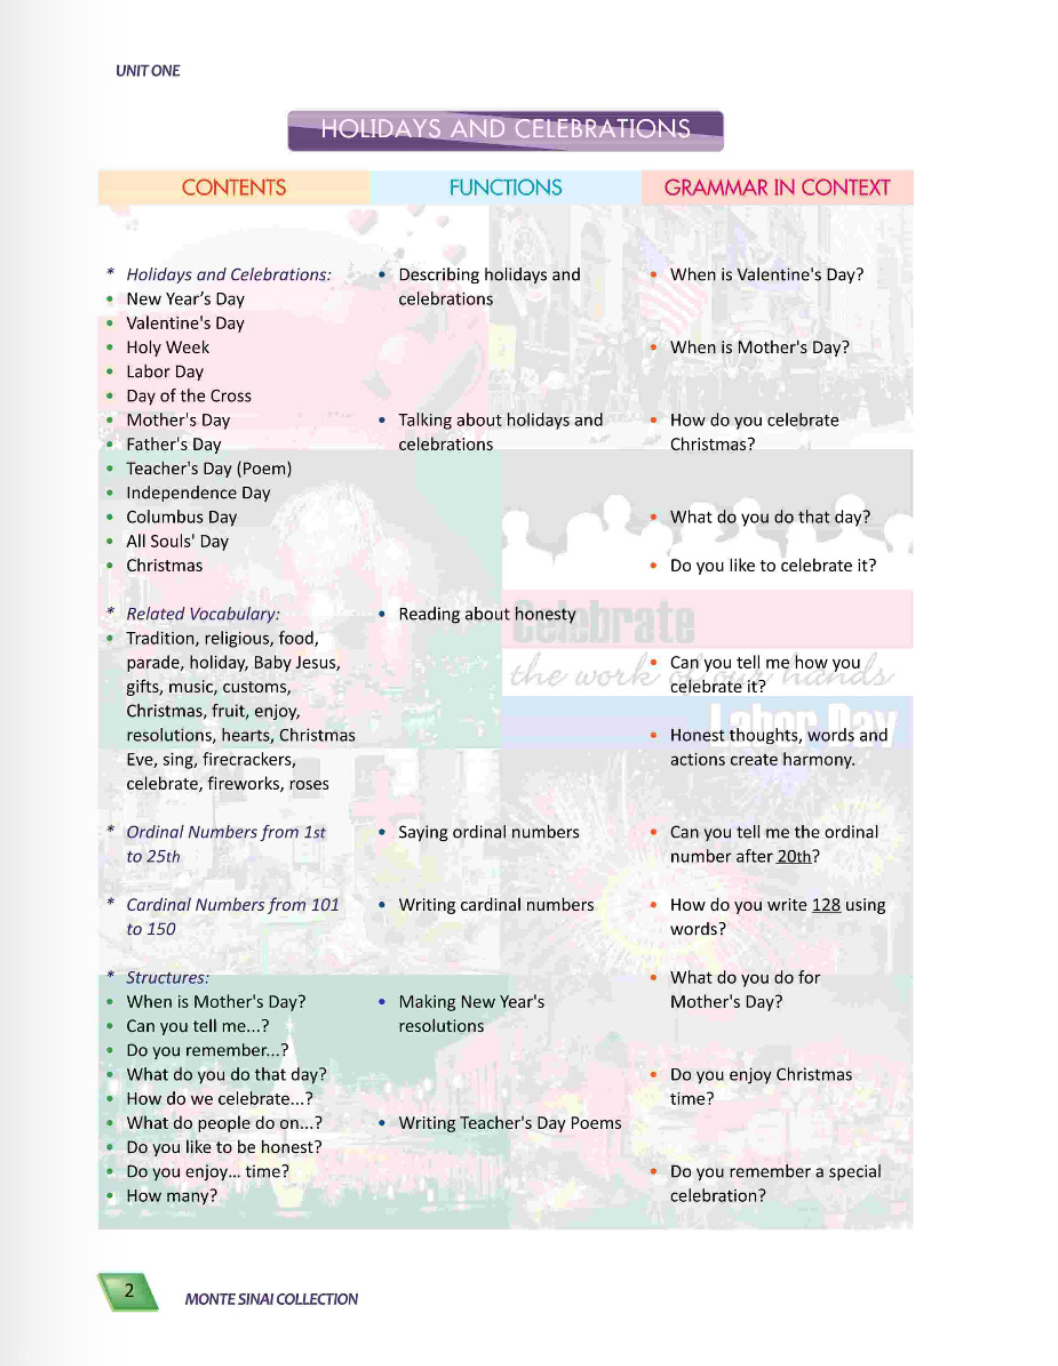 UNIT ONE
HOLIDAYS AND CELEBRATIONS
CONTENTS
* Holidays and Celebrations:
• New Year's Day
• Valentine's Day
• Holy Week
• Labor Day
• Day of the Cross
• Mother's Day
• Father's Day
• Teacher's Day (Poem)
• Independence Day
• Columbus Day
• All Souls' Day
• Christmas
* Related Vocabulary:
• Tradition, religious, food,
parade, holiday, Baby Jesus,
gifts, music, customs,
Christmas, fruit, enjoy,
resolutions, hearts, Christmas
Eve, sing, firecrackers,
celebrate, fireworks, roses
* Ordinal Numbers from 1st
to 25th
* Cardinal Numbers from 101
to 150
* Structures:
• When is Mother's Day?
• Can you tell me...?
• Do you remember...?
• What do you do that day?
• How do we celebrate...?
• What do people do on...?
• Do you like to be honest?
• Do you enjoy... time?
• How many?
FUNCTIONS
• Describing holidays and
celebrations
• Talking about holidays and
celebrations
• Reading about honesty
• Saying ordinal numbers
• Writing cardinal numbers
• Making New Year's
resolutions
• Writing Teacher's Day Poems
GRAMMAR IN CONTEXT
• When is Valentine's Day?
• When is Mother's Day?
• How do you celebrate
Christmas?
• What do you do that day?
• Do you like to celebrate it?
• Can you tell me how you
celebrate it?
• Honest thoughts, words and
actions create harmony.
• Can you tell me the ordinal
number after 20th?
• How do you write 128 using
words?
• What do you do for
Mother's Day?
• Do you enjoy Christmas
time?
• Do you remember a special
celebration?
Celebrate
the work of our hands
Labor Day
2
MONTE SINAI COLLECTION